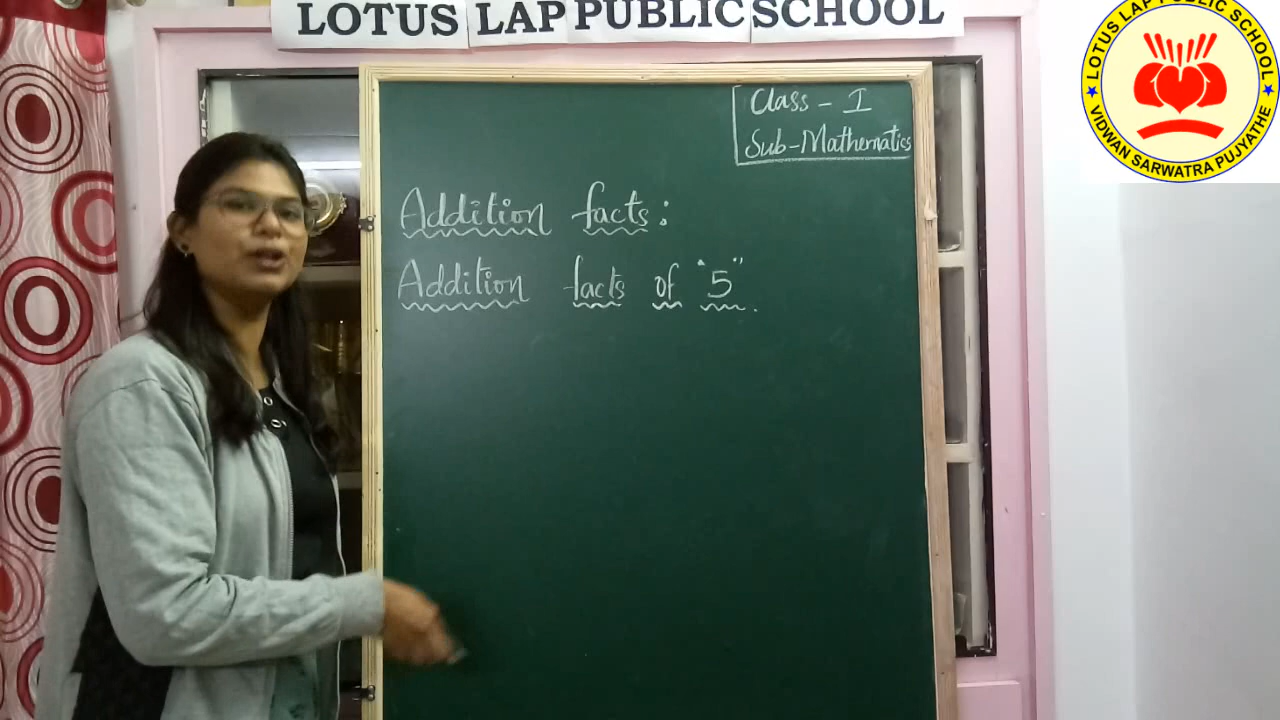 LOTUS LAP PUBLIC SCHOOL
LOTUS LAP PUBLIC SCHOOL
VIDWAN SARWATRA PUJYATHE
Class - I
Sub-Mathematics
Addition facts:
Addition facts of "5".